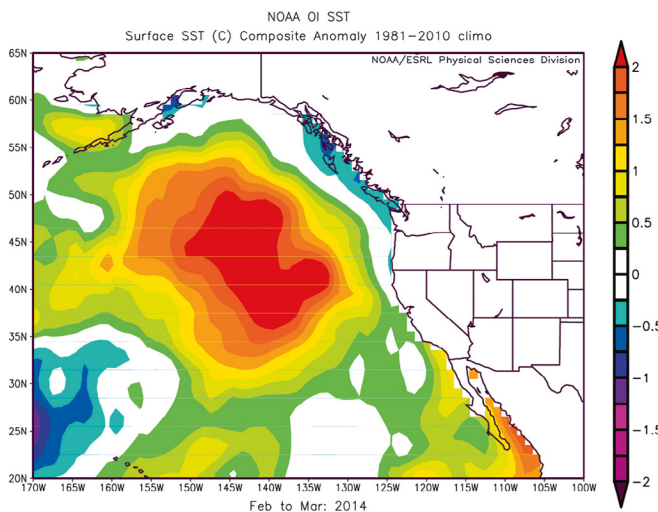 NOAA OI SST
Surface SST (C) Composite Anomaly 1981-2010 climo
NOAA/ESRL Physical Sciences Division
65N
60N
55N
50N
45N
40N
35N
30N
25N
20N
170W 165W 160W 155W 150W 145W 140W 135W 130W 125W 120W 115W 110W 105W 100W
Feb to Mar: 2014
2
1.5
1
0.5
0
-0.5
-1
-1.5
-2